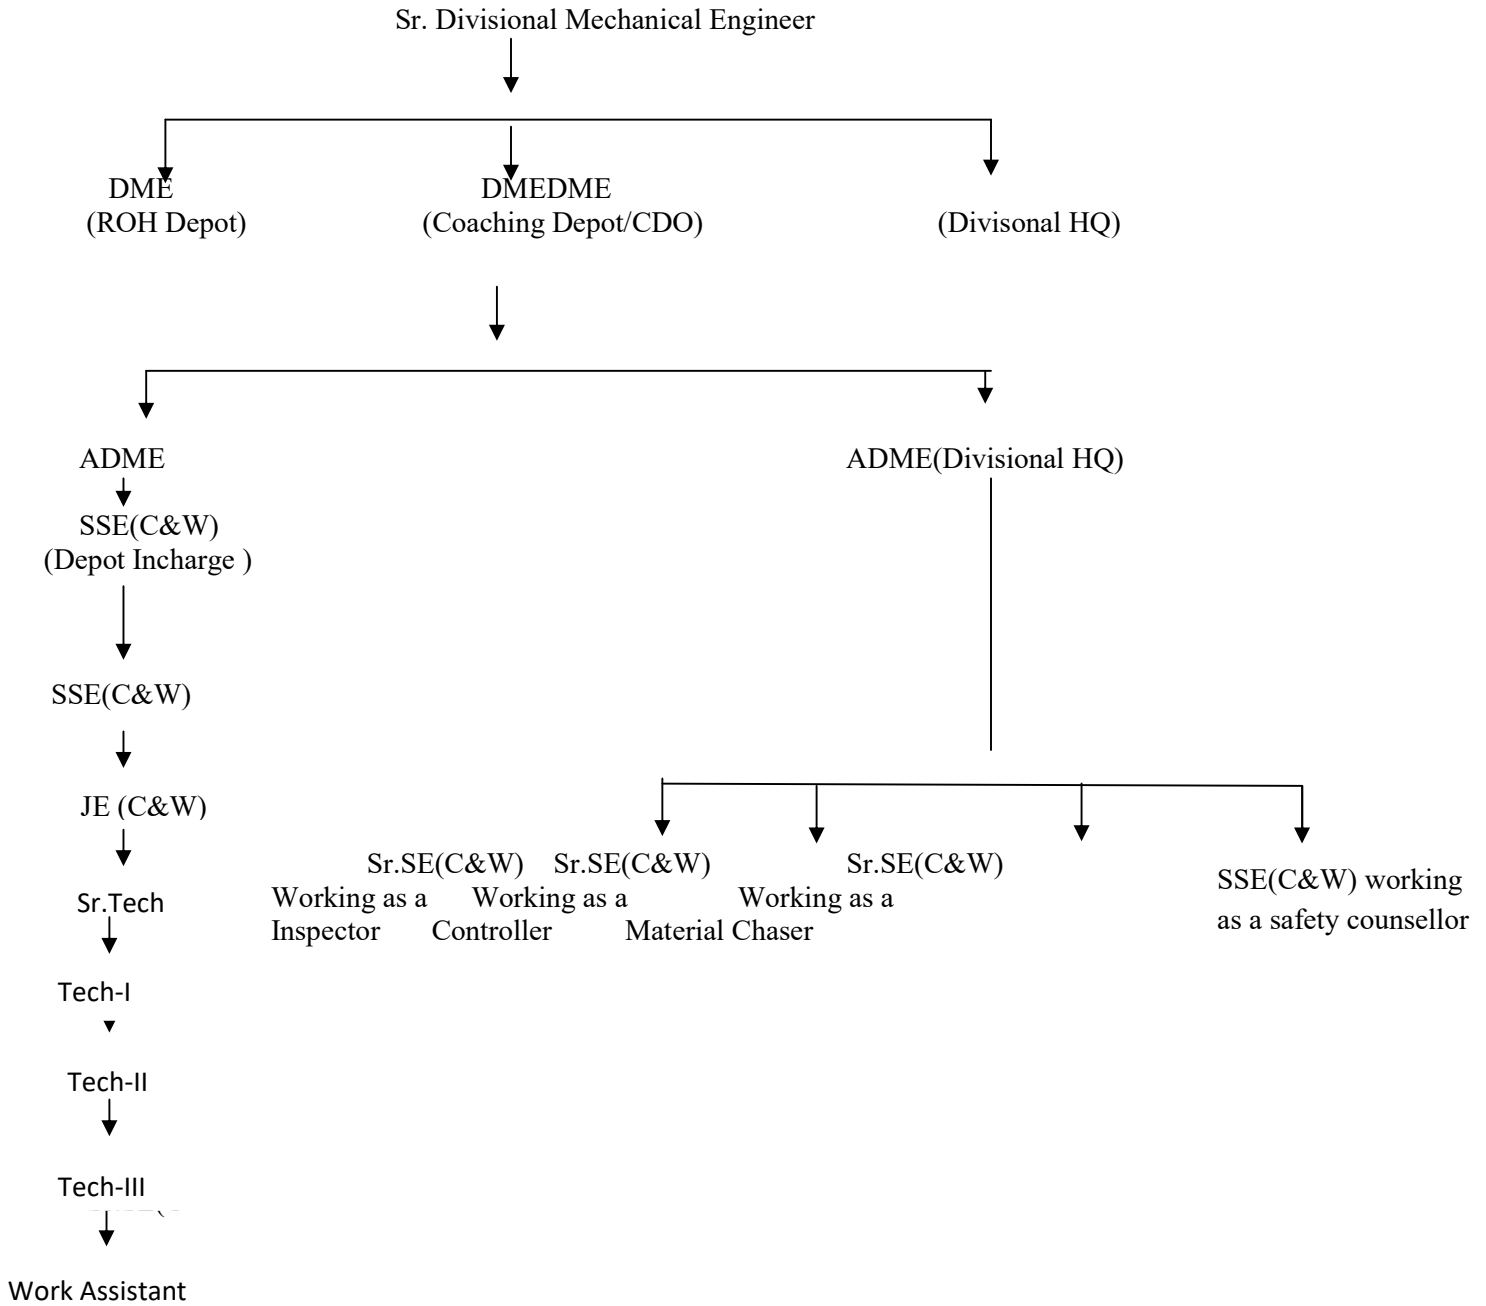 Sr. Divisional Mechanical Engineer
DME DMEDME
(ROH Depot) (Coaching Depot/CDO) (Divisonal HQ)
ADME ADME(Divisional HQ)
SSE(C&W)
(Depot Incharge )
SSE(C&W)
JE (C&W)
Sr.SE(C&W) Sr.SE(C&W) Sr.SE(C&W)
Working as a Working as a Working as a
Inspector Controller Material Chaser
SSE(C&W) working
as a safety counsellor
Sr.Tech
Tech-I
Tech-II
Tech-III
Work Assistant